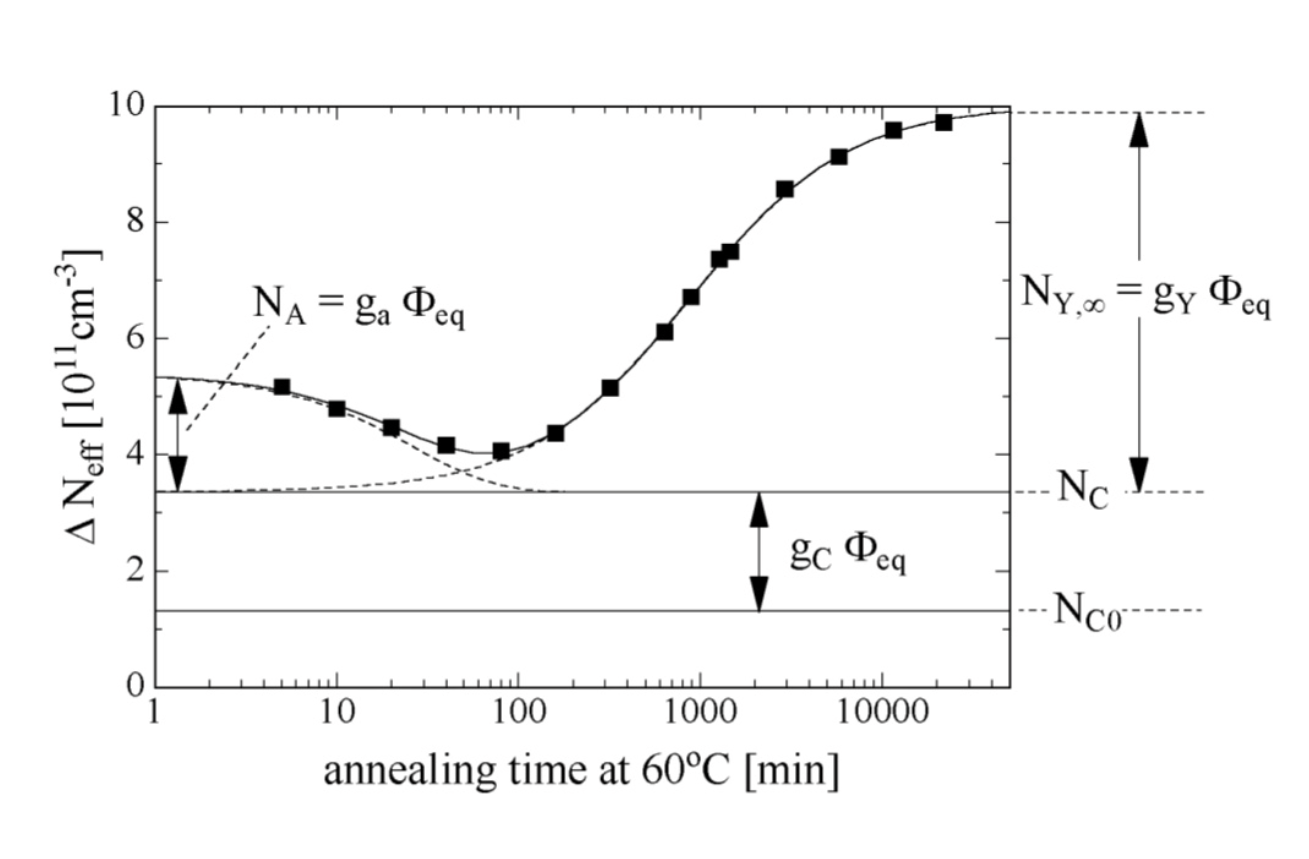 10
8
6
4
2
0
Δ N_eff [10^11 cm^-3]
N_A = g_a Φ_eq
N_Y,∞ = g_Y Φ_eq
N_C
g_C Φ_eq
N_C0
1 10 100 1000 10000
annealing time at 60°C [min]